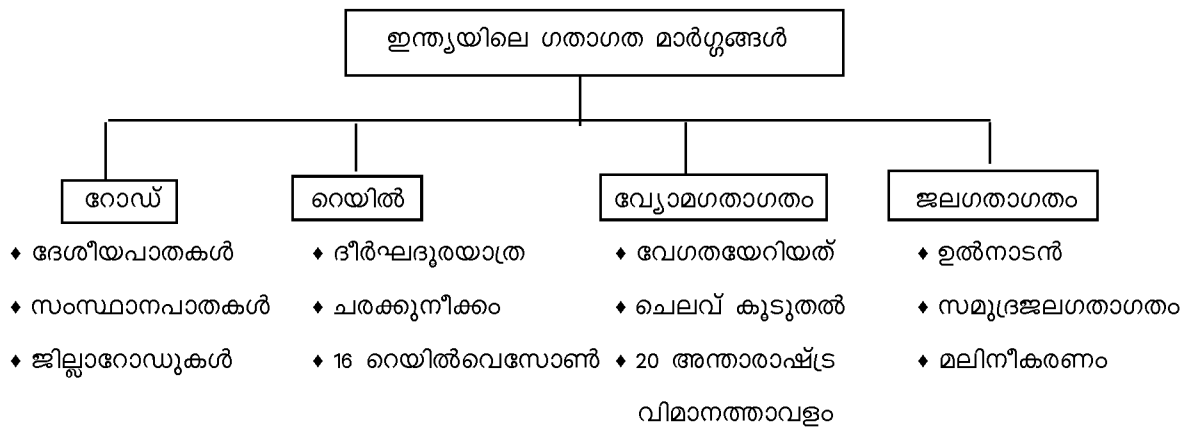 ഇന്ത്യയിലെ ഗതാഗത മാർഗ്ഗങ്ങൾ
റോഡ്
♦ ദേശീയപാതകൾ
♦ സംസ്ഥാനപാതകൾ
♦ ജില്ലാറോഡുകൾ
റെയിൽ
♦ ദീർഘദൂരയാത്ര
♦ ചരക്കുനീക്കം
♦ 16 റെയിൽവെസോൺ
വ്യോമഗതാഗതം
♦ വേഗതയേറിയത്
♦ ചെലവ് കൂടുതൽ
♦ 20 അന്താരാഷ്ട്ര
വിമാനത്താവളം
ജലഗതാഗതം
♦ ഉൽനാടൻ
♦ സമുദ്രജലഗതാഗതം
♦ മലിനീകരണം